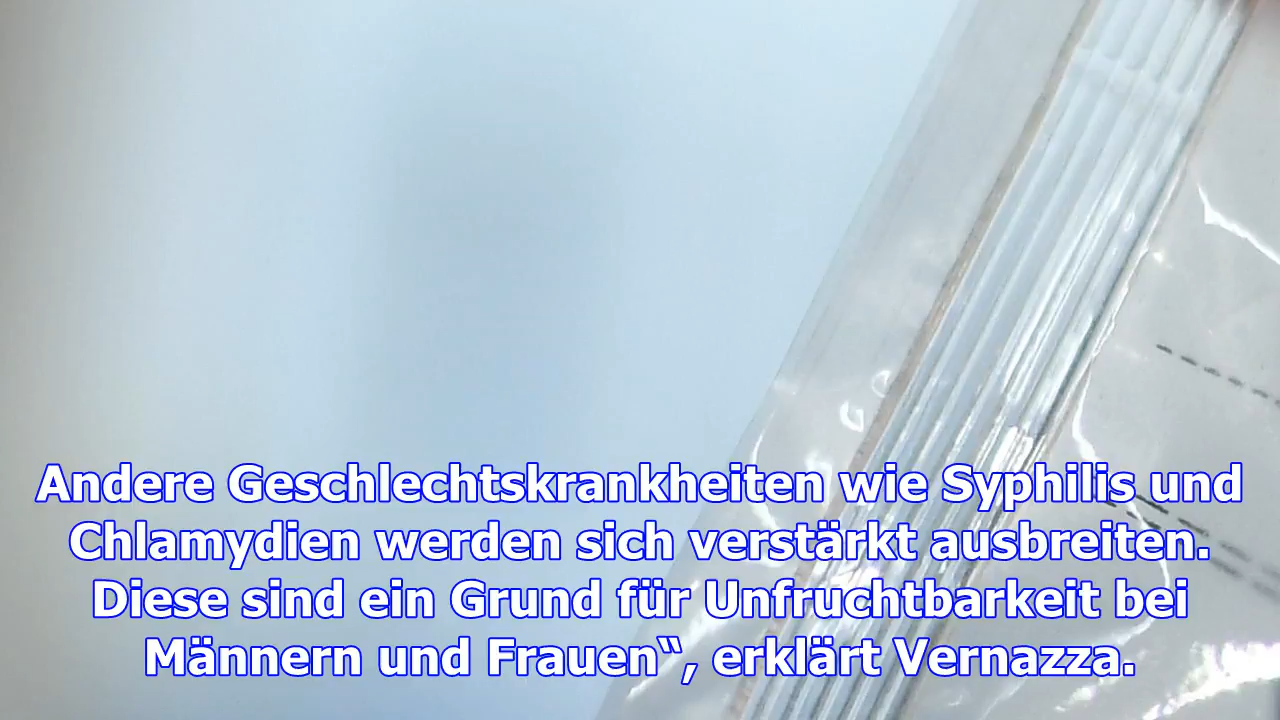 Andere Geschlechtskrankheiten wie Syphilis und
Chlamydien werden sich verstärkt ausbreiten.
Diese sind ein Grund für Unfruchtbarkeit bei
Männern und Frauen“, erklärt Vernazza.